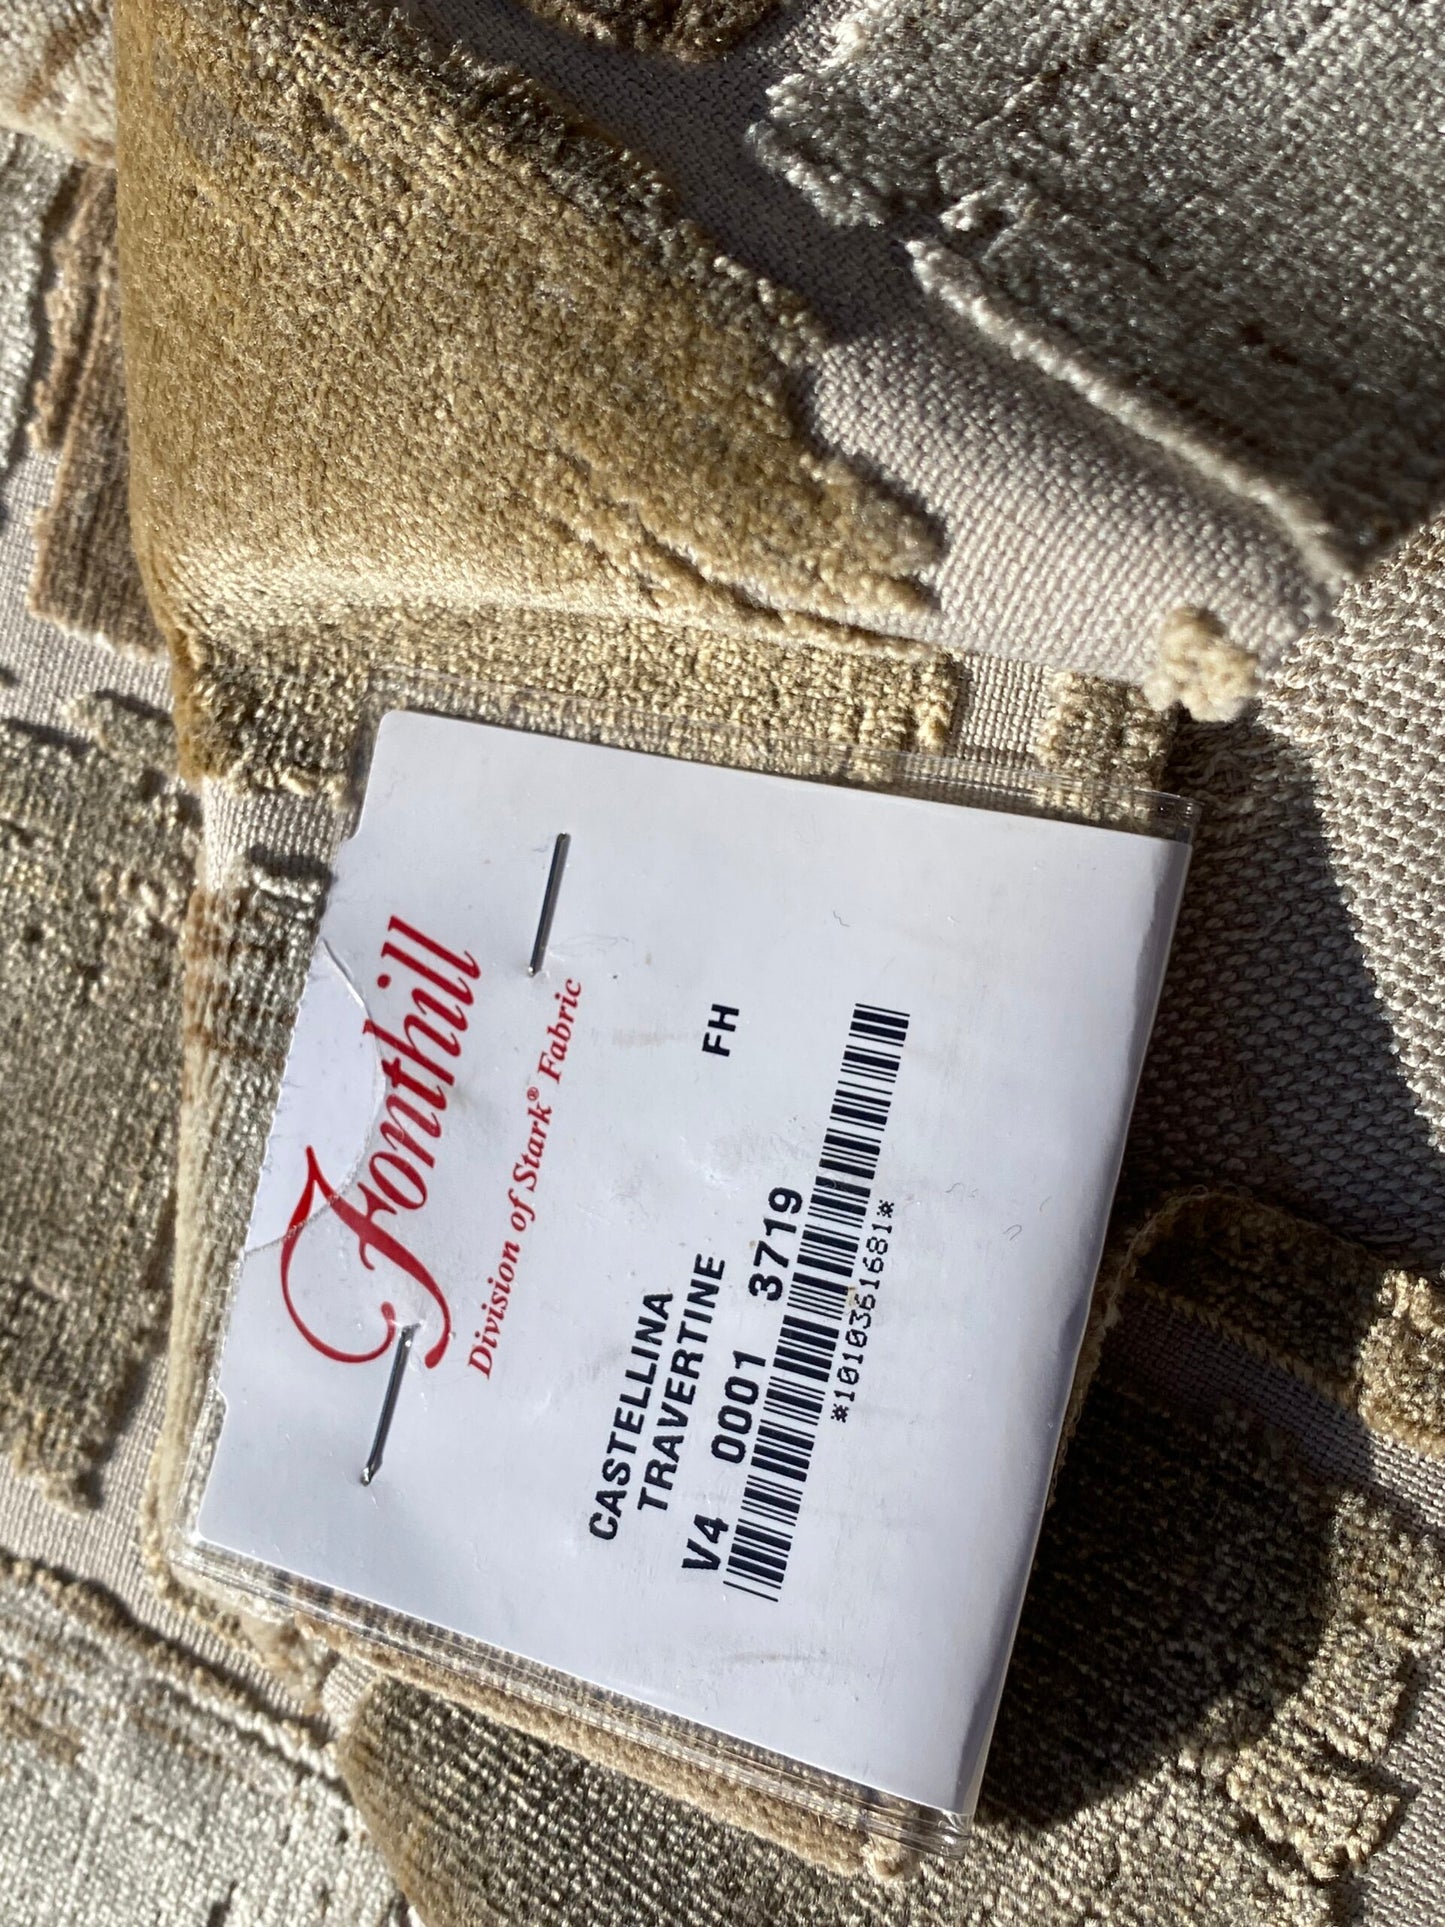 Fonthill
Division of Stark® Fabric
CASTELLINA
TRAVERTINE FH
V4 0001 3719
*1010361681*